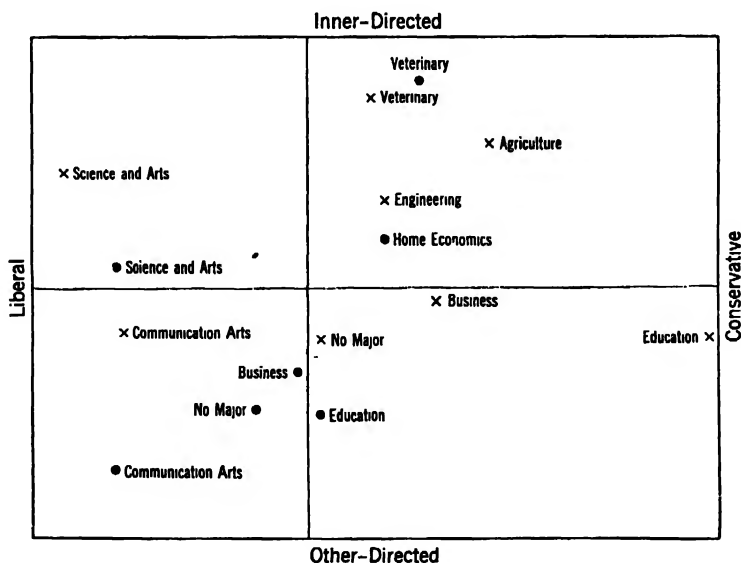 Inner-Directed
Veterinary
Veterinary
Agriculture
Science and Arts
Engineering
Home Economics
Soience and Arts
Liberal
Conservative
Business
Communication Arts
No Major
Education
Business
No Major
Education
Communication Arts
Other-Directed